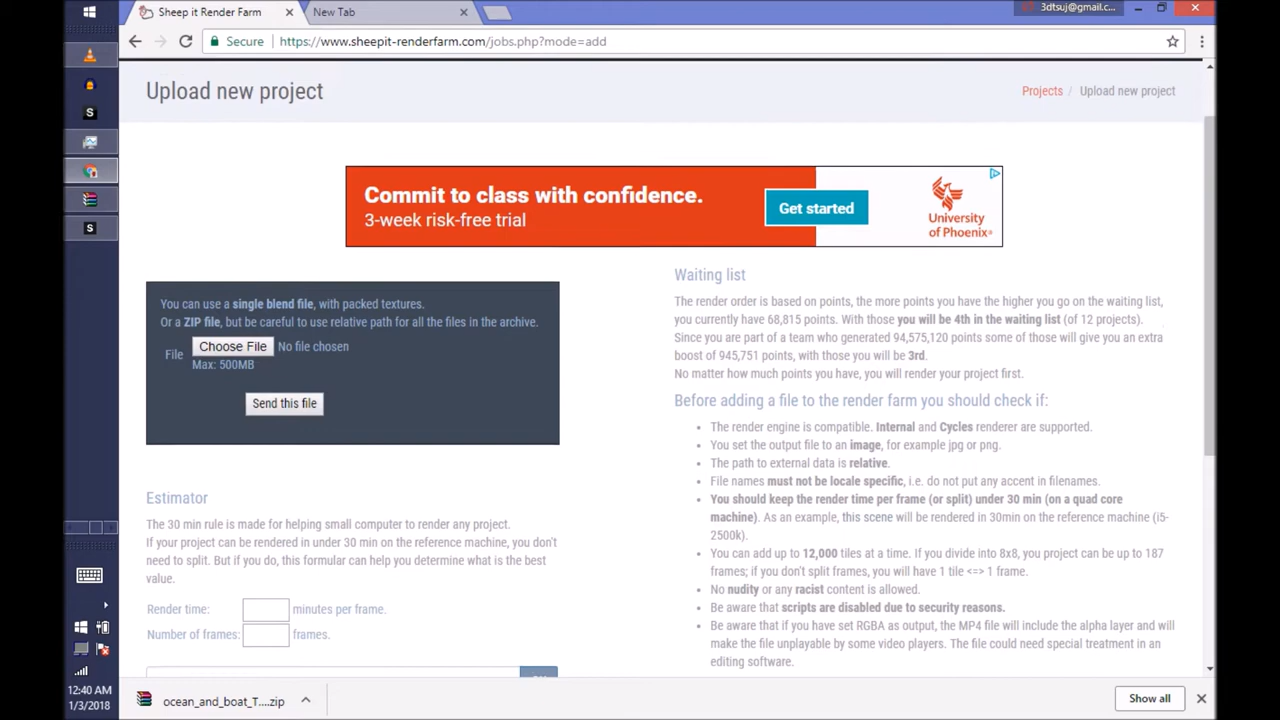 Sheep it Render Farm
New Tab
3dtsuj@gmail.c...
Secure
https://www.sheepit-renderfarm.com/jobs.php?mode=add
Upload new project
Projects / Upload new project
Commit to class with confidence.
3-week risk-free trial
Get started
University
of Phoenix®
You can use a single blend file, with packed textures.
Or a ZIP file, but be careful to use relative path for all the files in the archive.
File
Choose File No file chosen
Max: 500MB
Send this file
Estimator
The 30 min rule is made for helping small computer to render any project.
If your project can be rendered in under 30 min on the reference machine, you don't
need to split. But if you do, this formular can help you determine what is the best
value.
Render time: minutes per frame.
Number of frames: frames.
Waiting list
The render order is based on points, the more points you have the higher you go on the waiting list,
you currently have 68,815 points. With those you will be 4th in the waiting list (of 12 projects).
Since you are part of a team who generated 94,575,120 points some of those will give you an extra
boost of 945,751 points, with those you will be 3rd.
No matter how much points you have, you will render your project first.
Before adding a file to the render farm you should check if:
• The render engine is compatible. Internal and Cycles renderer are supported.
• You set the output file to an image, for example jpg or png.
• The path to external data is relative.
• File names must not be locale specific, i.e. do not put any accent in filenames.
• You should keep the render time per frame (or split) under 30 min (on a quad core
machine). As an example, this scene will be rendered in 30min on the reference machine (i5-
2500k).
• You can add up to 12,000 tiles at a time. If you divide into 8x8, you project can be up to 187
frames; if you don't split frames, you will have 1 tile <=> 1 frame.
• No nudity or any racist content is allowed.
• Be aware that scripts are disabled due to security reasons.
• Be aware that if you have set RGBA as output, the MP4 file will include the alpha layer and will
make the file unplayable by some video players. The file could need special treatment in an
editing software.
S
S
12:40 AM
1/3/2018
ocean_and_boat_T....zip
Show all